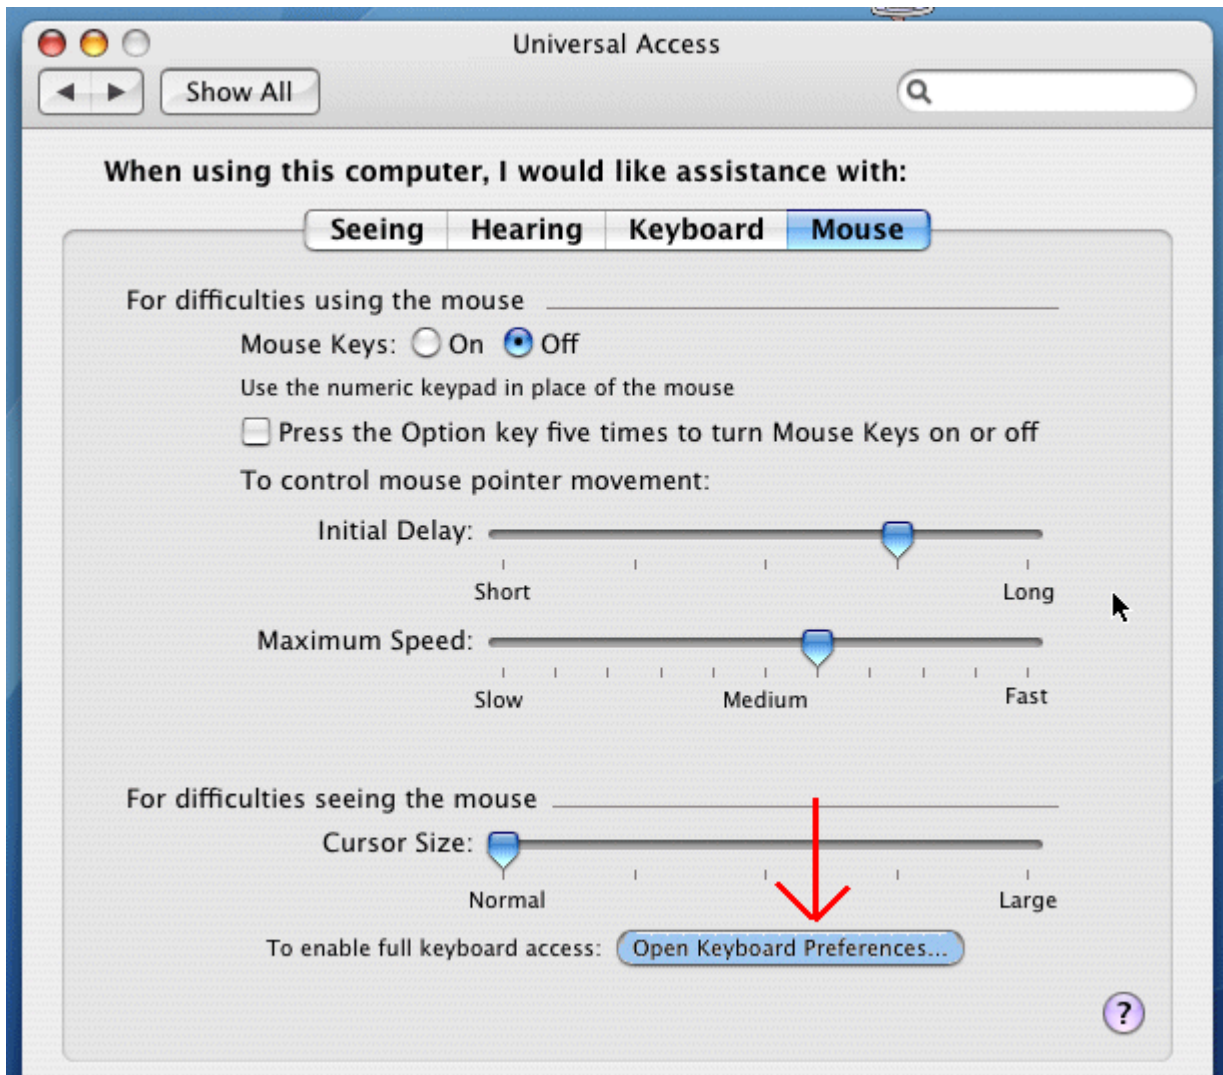 Universal Access
Show All
When using this computer, I would like assistance with:
Seeing Hearing Keyboard Mouse
For difficulties using the mouse
Mouse Keys: On Off
Use the numeric keypad in place of the mouse
Press the Option key five times to turn Mouse Keys on or off
To control mouse pointer movement:
Initial Delay:
Short Long
Maximum Speed:
Slow Medium Fast
For difficulties seeing the mouse
Cursor Size:
Normal Large
To enable full keyboard access: Open Keyboard Preferences...
?